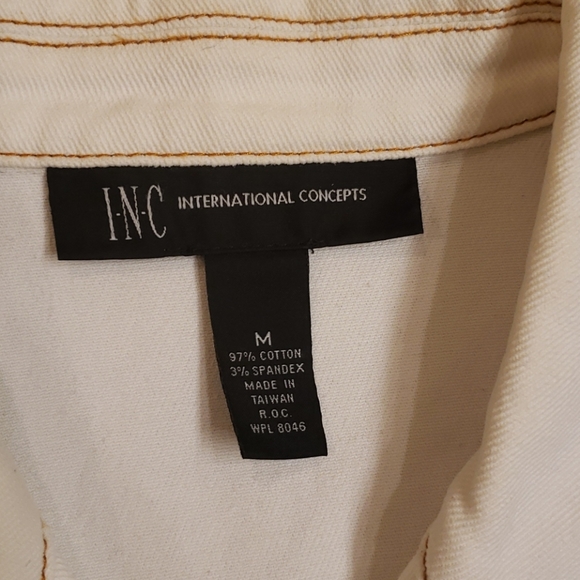 I·N·C INTERNATIONAL CONCEPTS
M
97% COTTON
3% SPANDEX
MADE IN
TAIWAN
R.O.C.
WPL 8046